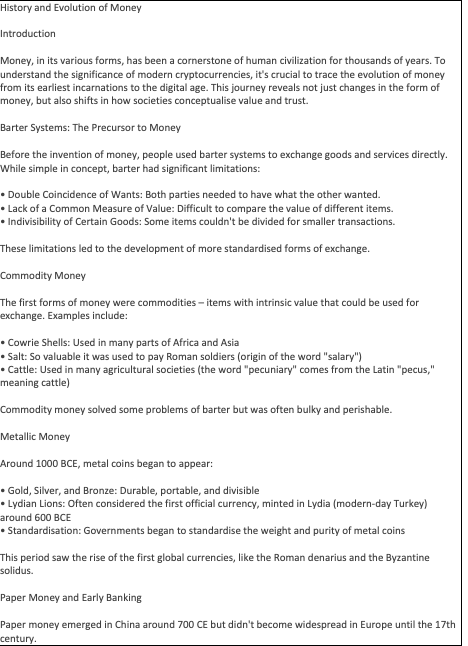 History and Evolution of Money
Introduction
Money, in its various forms, has been a cornerstone of human civilization for thousands of years. To
understand the significance of modern cryptocurrencies, it's crucial to trace the evolution of money
from its earliest incarnations to the digital age. This journey reveals not just changes in the form of
money, but also shifts in how societies conceptualise value and trust.
Barter Systems: The Precursor to Money
Before the invention of money, people used barter systems to exchange goods and services directly.
While simple in concept, barter had significant limitations:
• Double Coincidence of Wants: Both parties needed to have what the other wanted.
• Lack of a Common Measure of Value: Difficult to compare the value of different items.
• Indivisibility of Certain Goods: Some items couldn't be divided for smaller transactions.
These limitations led to the development of more standardised forms of exchange.
Commodity Money
The first forms of money were commodities – items with intrinsic value that could be used for
exchange. Examples include:
• Cowrie Shells: Used in many parts of Africa and Asia
• Salt: So valuable it was used to pay Roman soldiers (origin of the word "salary")
• Cattle: Used in many agricultural societies (the word "pecuniary" comes from the Latin "pecus,"
meaning cattle)
Commodity money solved some problems of barter but was often bulky and perishable.
Metallic Money
Around 1000 BCE, metal coins began to appear:
• Gold, Silver, and Bronze: Durable, portable, and divisible
• Lydian Lions: Often considered the first official currency, minted in Lydia (modern-day Turkey)
around 600 BCE
• Standardisation: Governments began to standardise the weight and purity of metal coins
This period saw the rise of the first global currencies, like the Roman denarius and the Byzantine
solidus.
Paper Money and Early Banking
Paper money emerged in China around 700 CE but didn't become widespread in Europe until the 17th
century.